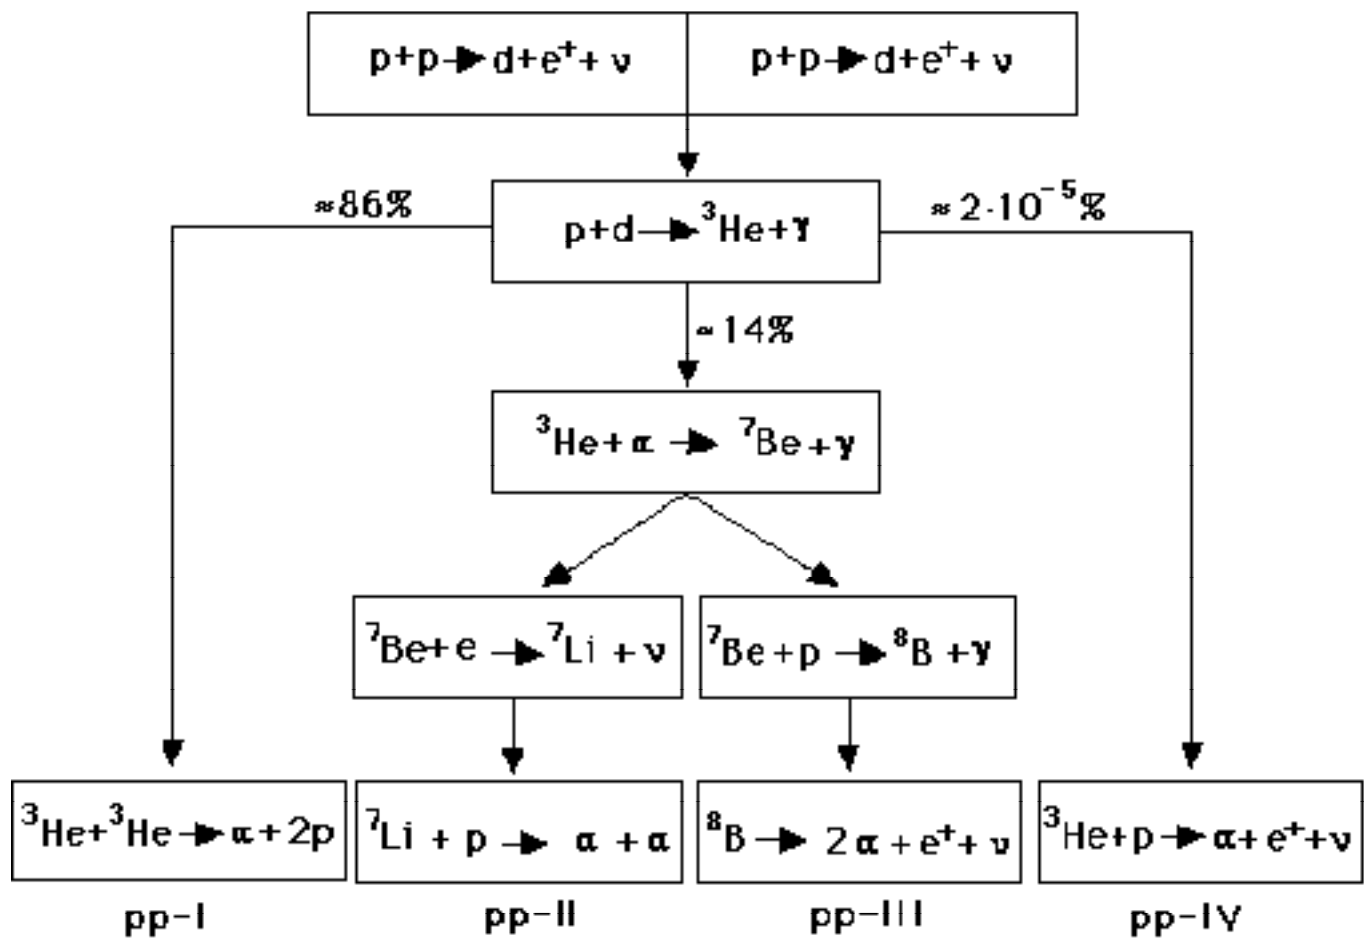 p+p→d+e⁺+ν p+p→d+e⁺+ν
≈86% ≈2·10⁻⁵%
p+d→³He+γ
≈14%
³He+α→⁷Be+γ
⁷Be+e→⁷Li+ν ⁷Be+p→⁸B+γ
³He+³He→α+2p ⁷Li+p→α+α ⁸B→2α+e⁺+ν ³He+p→α+e⁺+ν
pp-I pp-II pp-III pp-IV